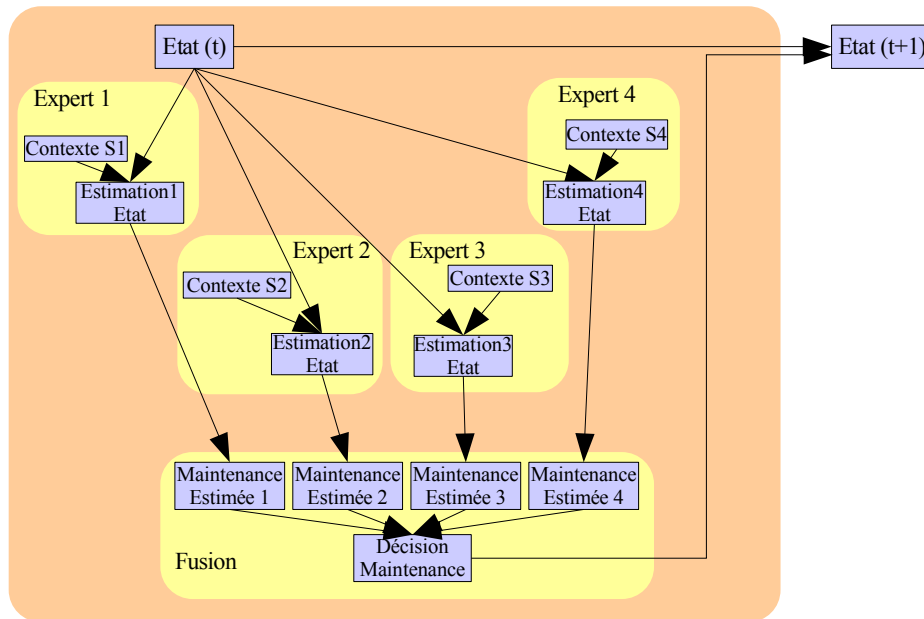 Etat (t)
Etat (t+1)
Expert 1
Contexte S1
Estimation1
Etat
Expert 4
Contexte S4
Estimation4
Etat
Expert 2
Contexte S2
Estimation2
Etat
Expert 3
Contexte S3
Estimation3
Etat
Maintenance
Estimée 1
Maintenance
Estimée 2
Maintenance
Estimée 3
Maintenance
Estimée 4
Fusion
Décision
Maintenance